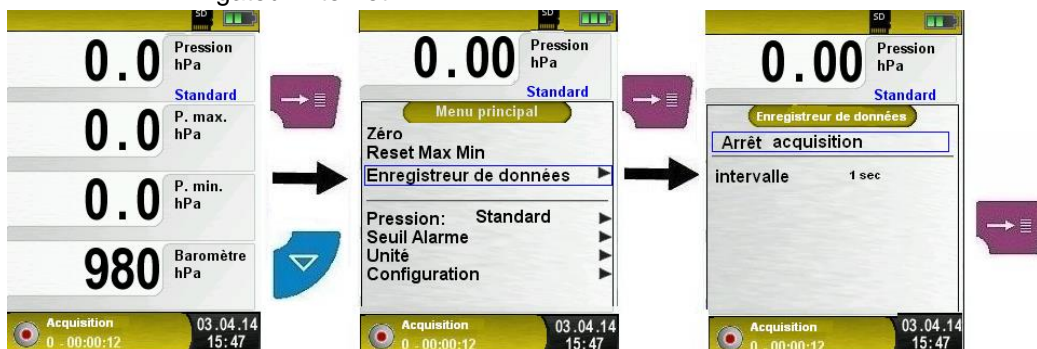 SD
0.0 Pression hPa
Standard
0.0 P. max. hPa
0.0 P. min. hPa
980 Baromètre hPa
Acquisition
0 - 00:00:12
03.04.14
15:47
SD
0.00 Pression hPa
Standard
Menu principal
Zéro
Reset Max Min
Enregistreur de données
Pression: Standard
Seuil Alarme
Unité
Configuration
Acquisition
0 - 00:00:12
03.04.14
15:47
SD
0.00 Pression hPa
Standard
Enregistreur de données
Arrêt acquisition
intervalle 1 sec
Acquisition
0 - 00:00:12
03.04.14
15:47